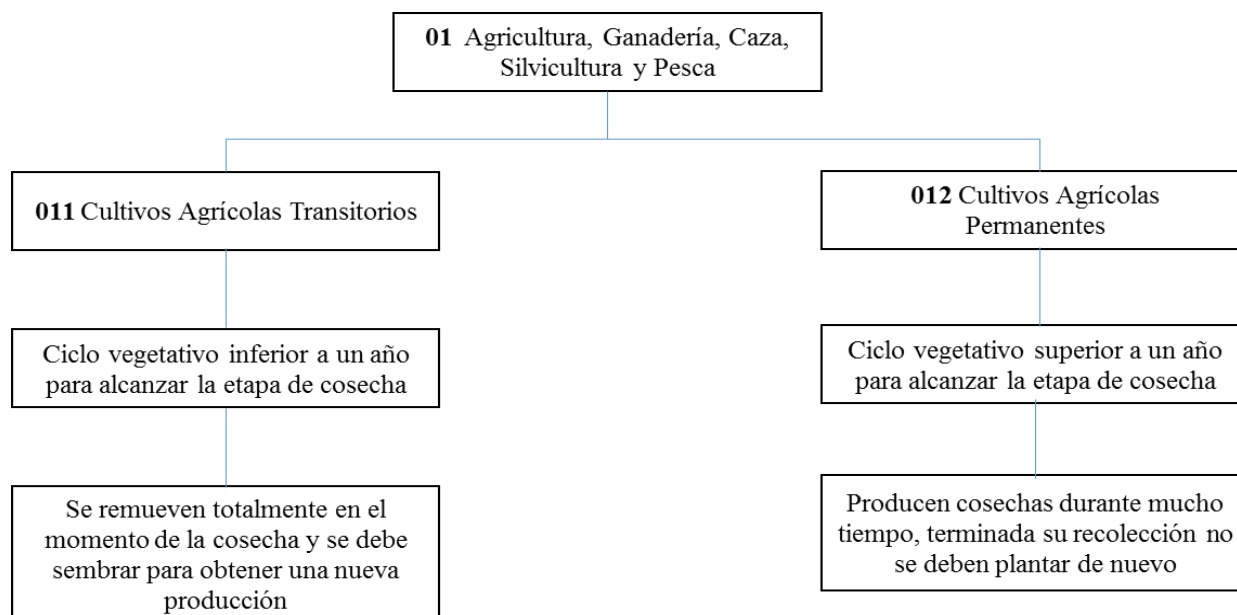 01 Agricultura, Ganadería, Caza,
Silvicultura y Pesca
011 Cultivos Agrícolas Transitorios
012 Cultivos Agrícolas
Permanentes
Ciclo vegetativo inferior a un año
para alcanzar la etapa de cosecha
Ciclo vegetativo superior a un año
para alcanzar la etapa de cosecha
Se remueven totalmente en el
momento de la cosecha y se debe
sembrar para obtener una nueva
producción
Producen cosechas durante mucho
tiempo, terminada su recolección no
se deben plantar de nuevo